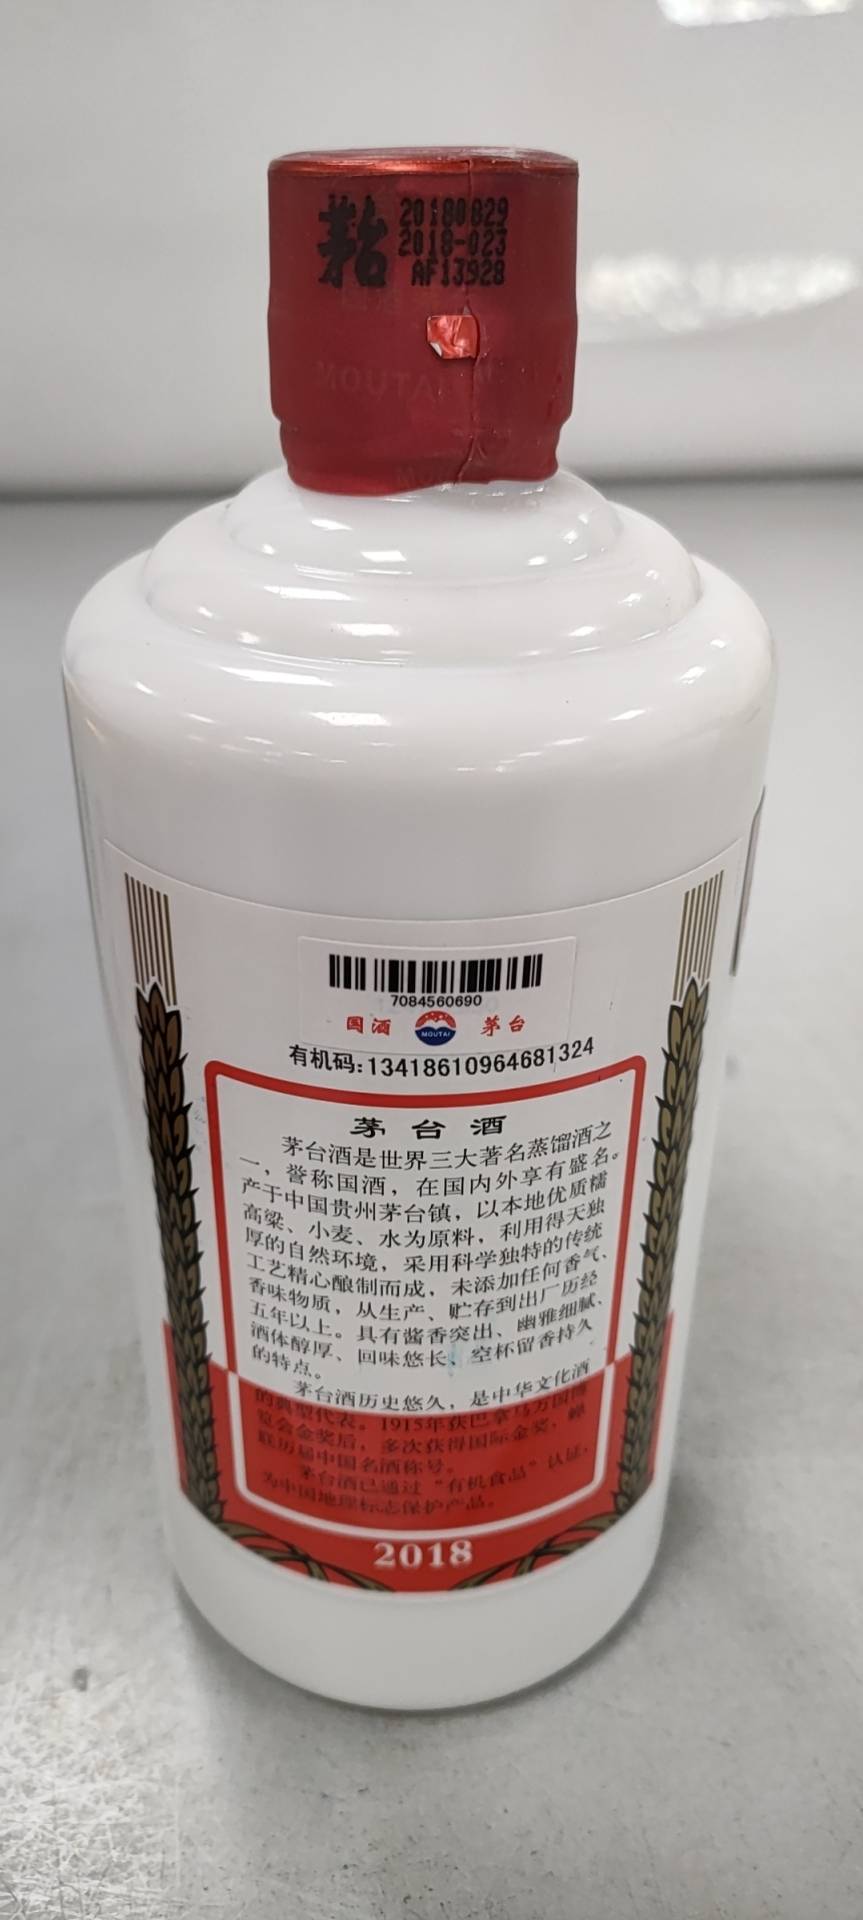 茅台 20180829
2018-023
AF13928
MOUTAI
7084560690
国酒 MOUTAI 茅台
有机码:13418610964681324
茅台酒
茅台酒是世界三大著名蒸馏酒之
一，誉称国酒，在国内外享有盛名。
产于中国贵州茅台镇，以本地优质糯
高粱、小麦、水为原料，利用得天独
厚的自然环境，采用科学独特的传统
工艺精心酿制而成，未添加任何香气、
香味物质，从生产、贮存到出厂历经
五年以上。具有酱香突出、幽雅细腻、
酒体醇厚、回味悠长、空杯留香持久
的特点。
茅台酒历史悠久，是中华文化酒
的典型代表。1915年获巴拿马万国博
览会金奖后，多次获得国际金奖，蝉
联历届中国名酒称号。
茅台酒已通过“有机食品”认证，
为中国地理标志保护产品。
2018